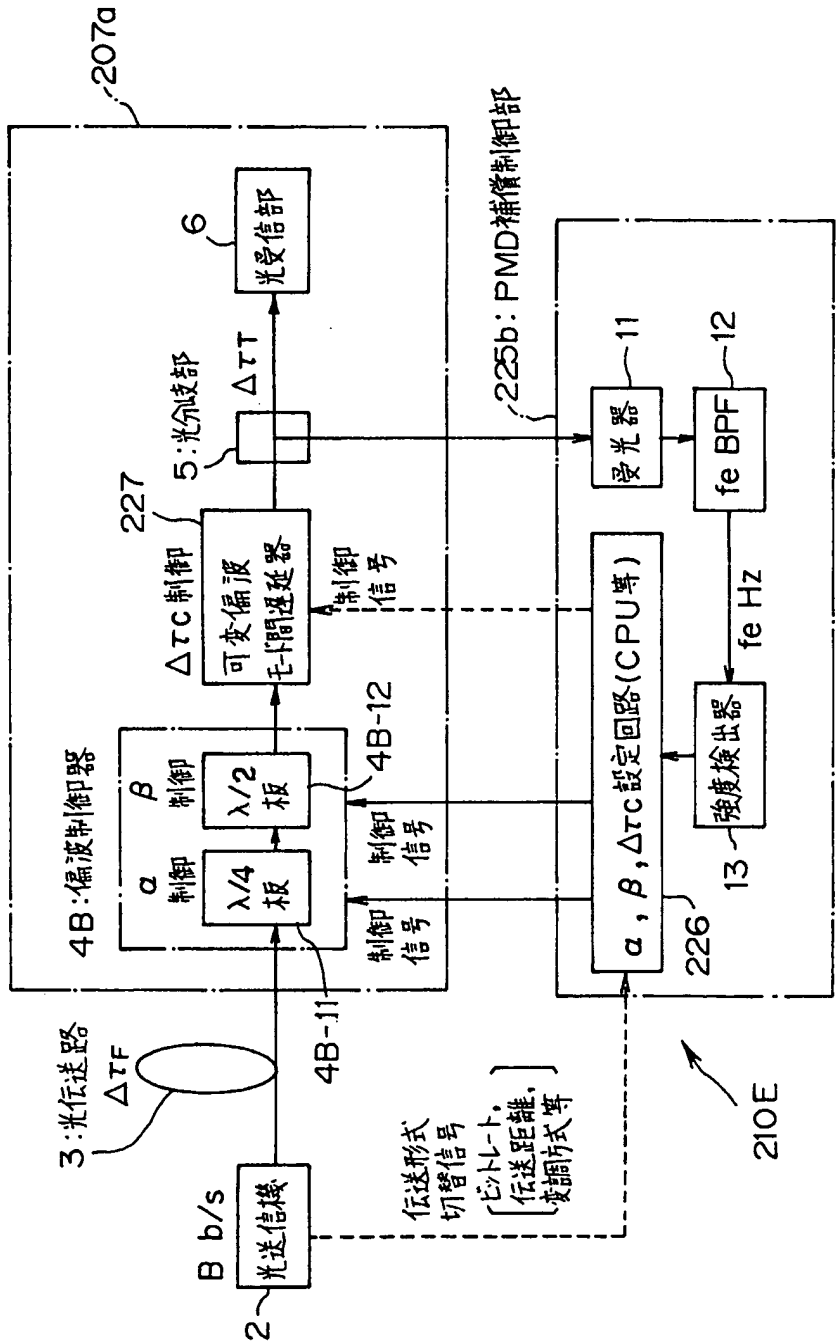 B b/s
光送信機
2
3:光伝送路
ΔτF
4B:偏波制御器
α
制御
β
制御
λ/4
板
λ/2
板
4B-11
4B-12
制御
信号
制御
信号
ΔτC制御
227
可変偏波
モード間遅延器
制御
信号
5:光分岐部
ΔτT
6
光受信部
207a
伝送形式
切替信号
ビットレート,
伝送距離,
変調方式等
225b:PMD補償制御部
受光器
11
fe BPF
12
fe Hz
強度検出器
13
α, β, ΔτC設定回路(CPU等)
226
210E